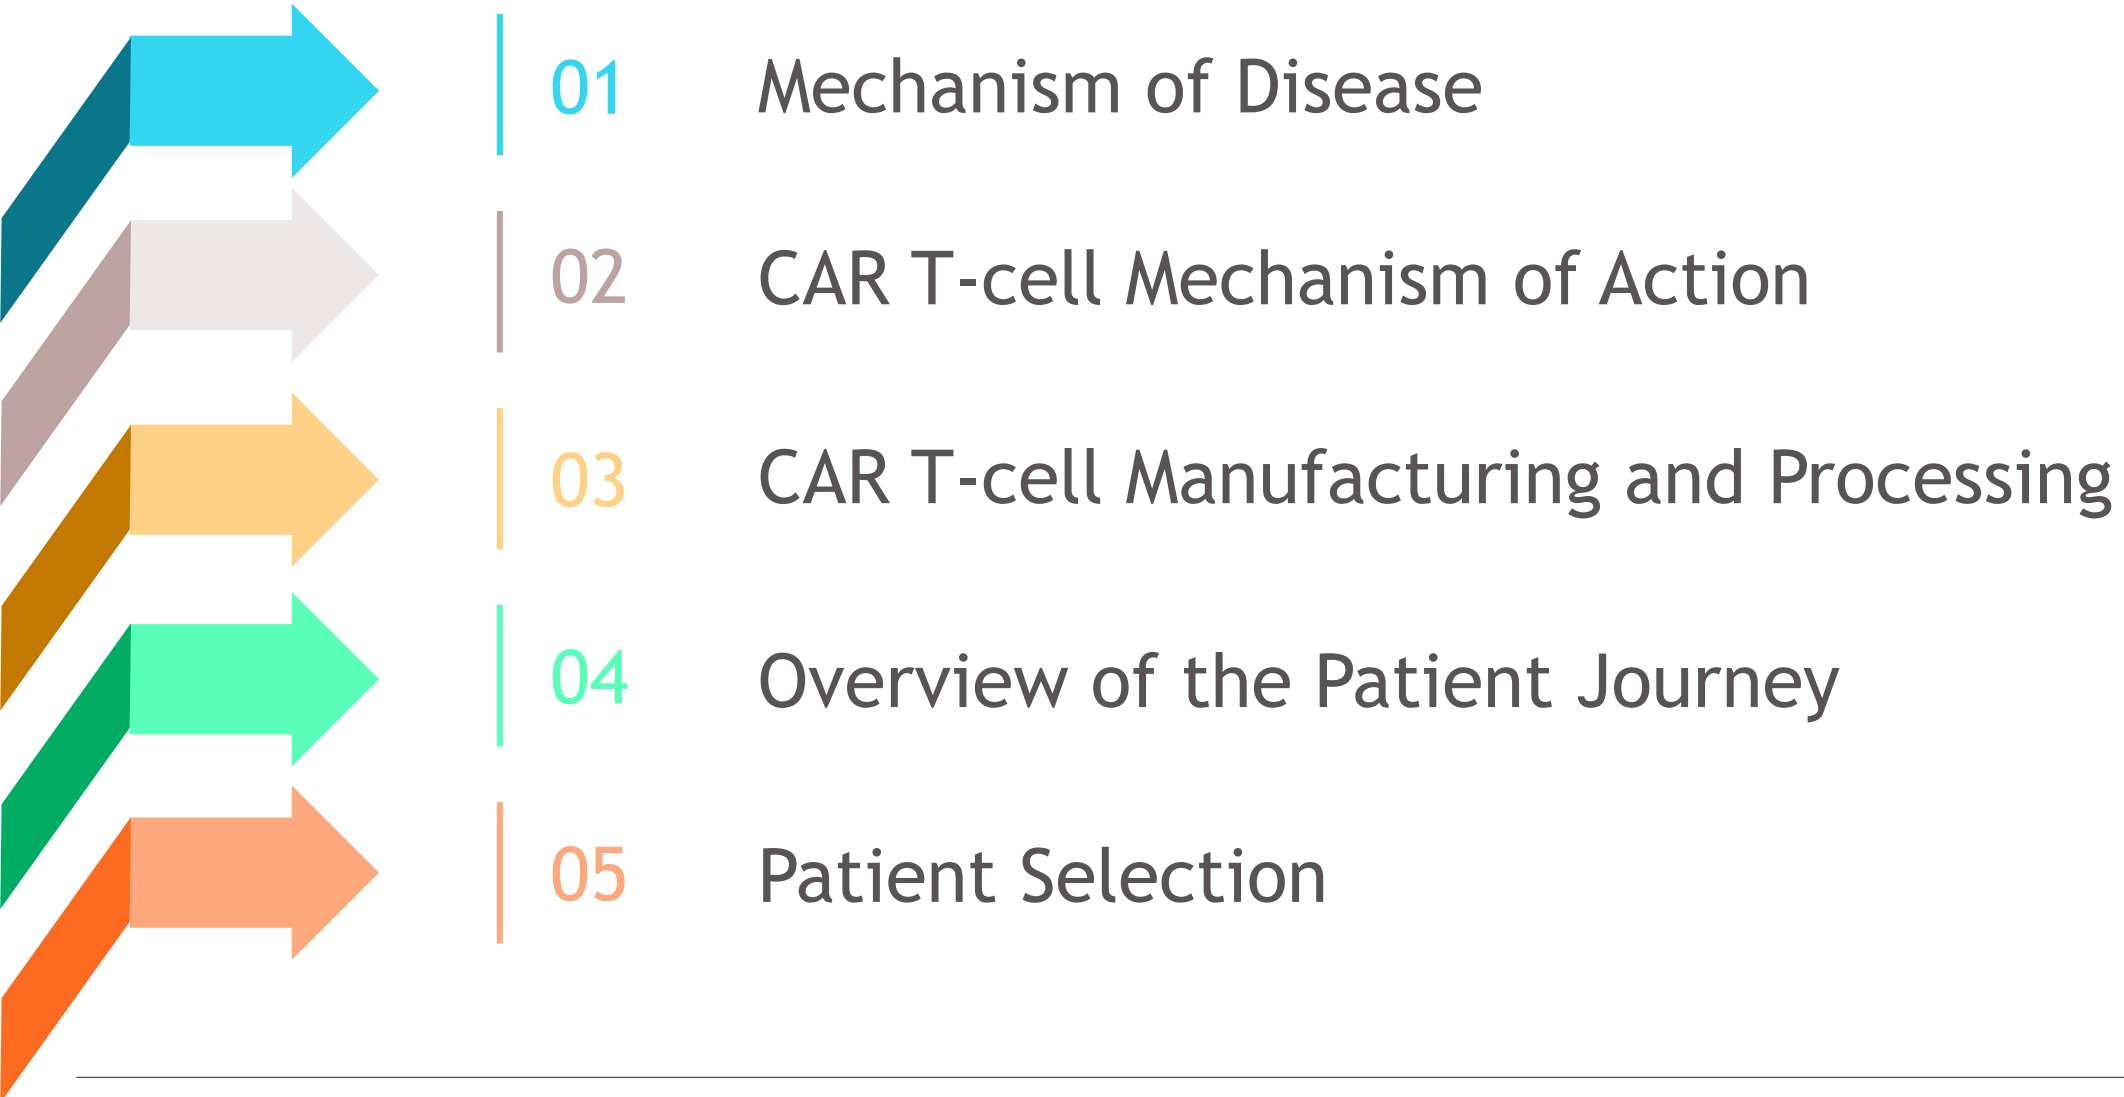 01 Mechanism of Disease
02 CAR T-cell Mechanism of Action
03 CAR T-cell Manufacturing and Processing
04 Overview of the Patient Journey
05 Patient Selection